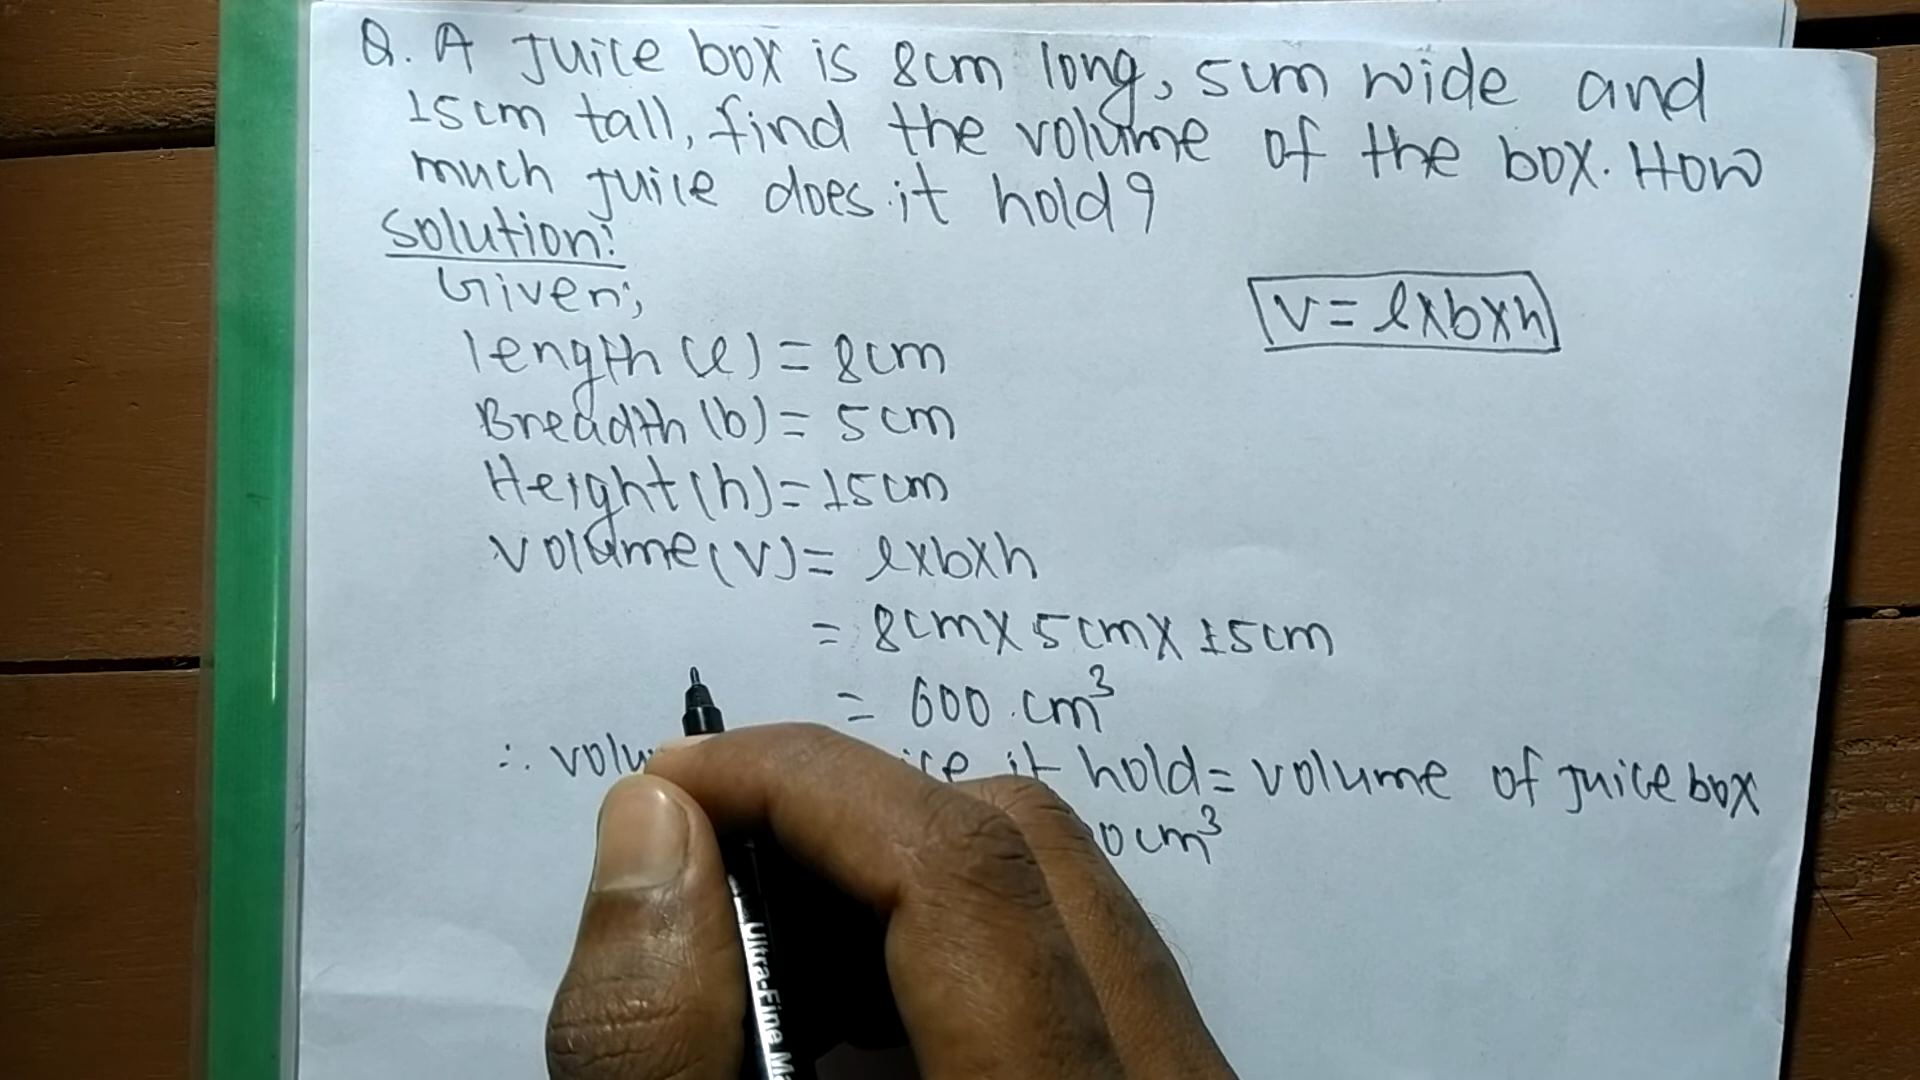 Q. A Juice box is 8cm long, 5cm wide and
15cm tall, find the volume of the box. How
much juice does it hold?
Solution:
Given;
V = l×b×h
length (l) = 8cm
Breadth (b) = 5cm
Height (h) = 15cm
Volume (V) = l×b×h
= 8cm × 5cm × 15cm
= 600 cm³
∴ hold = volume of juice box
cm³
Ultra-Fine